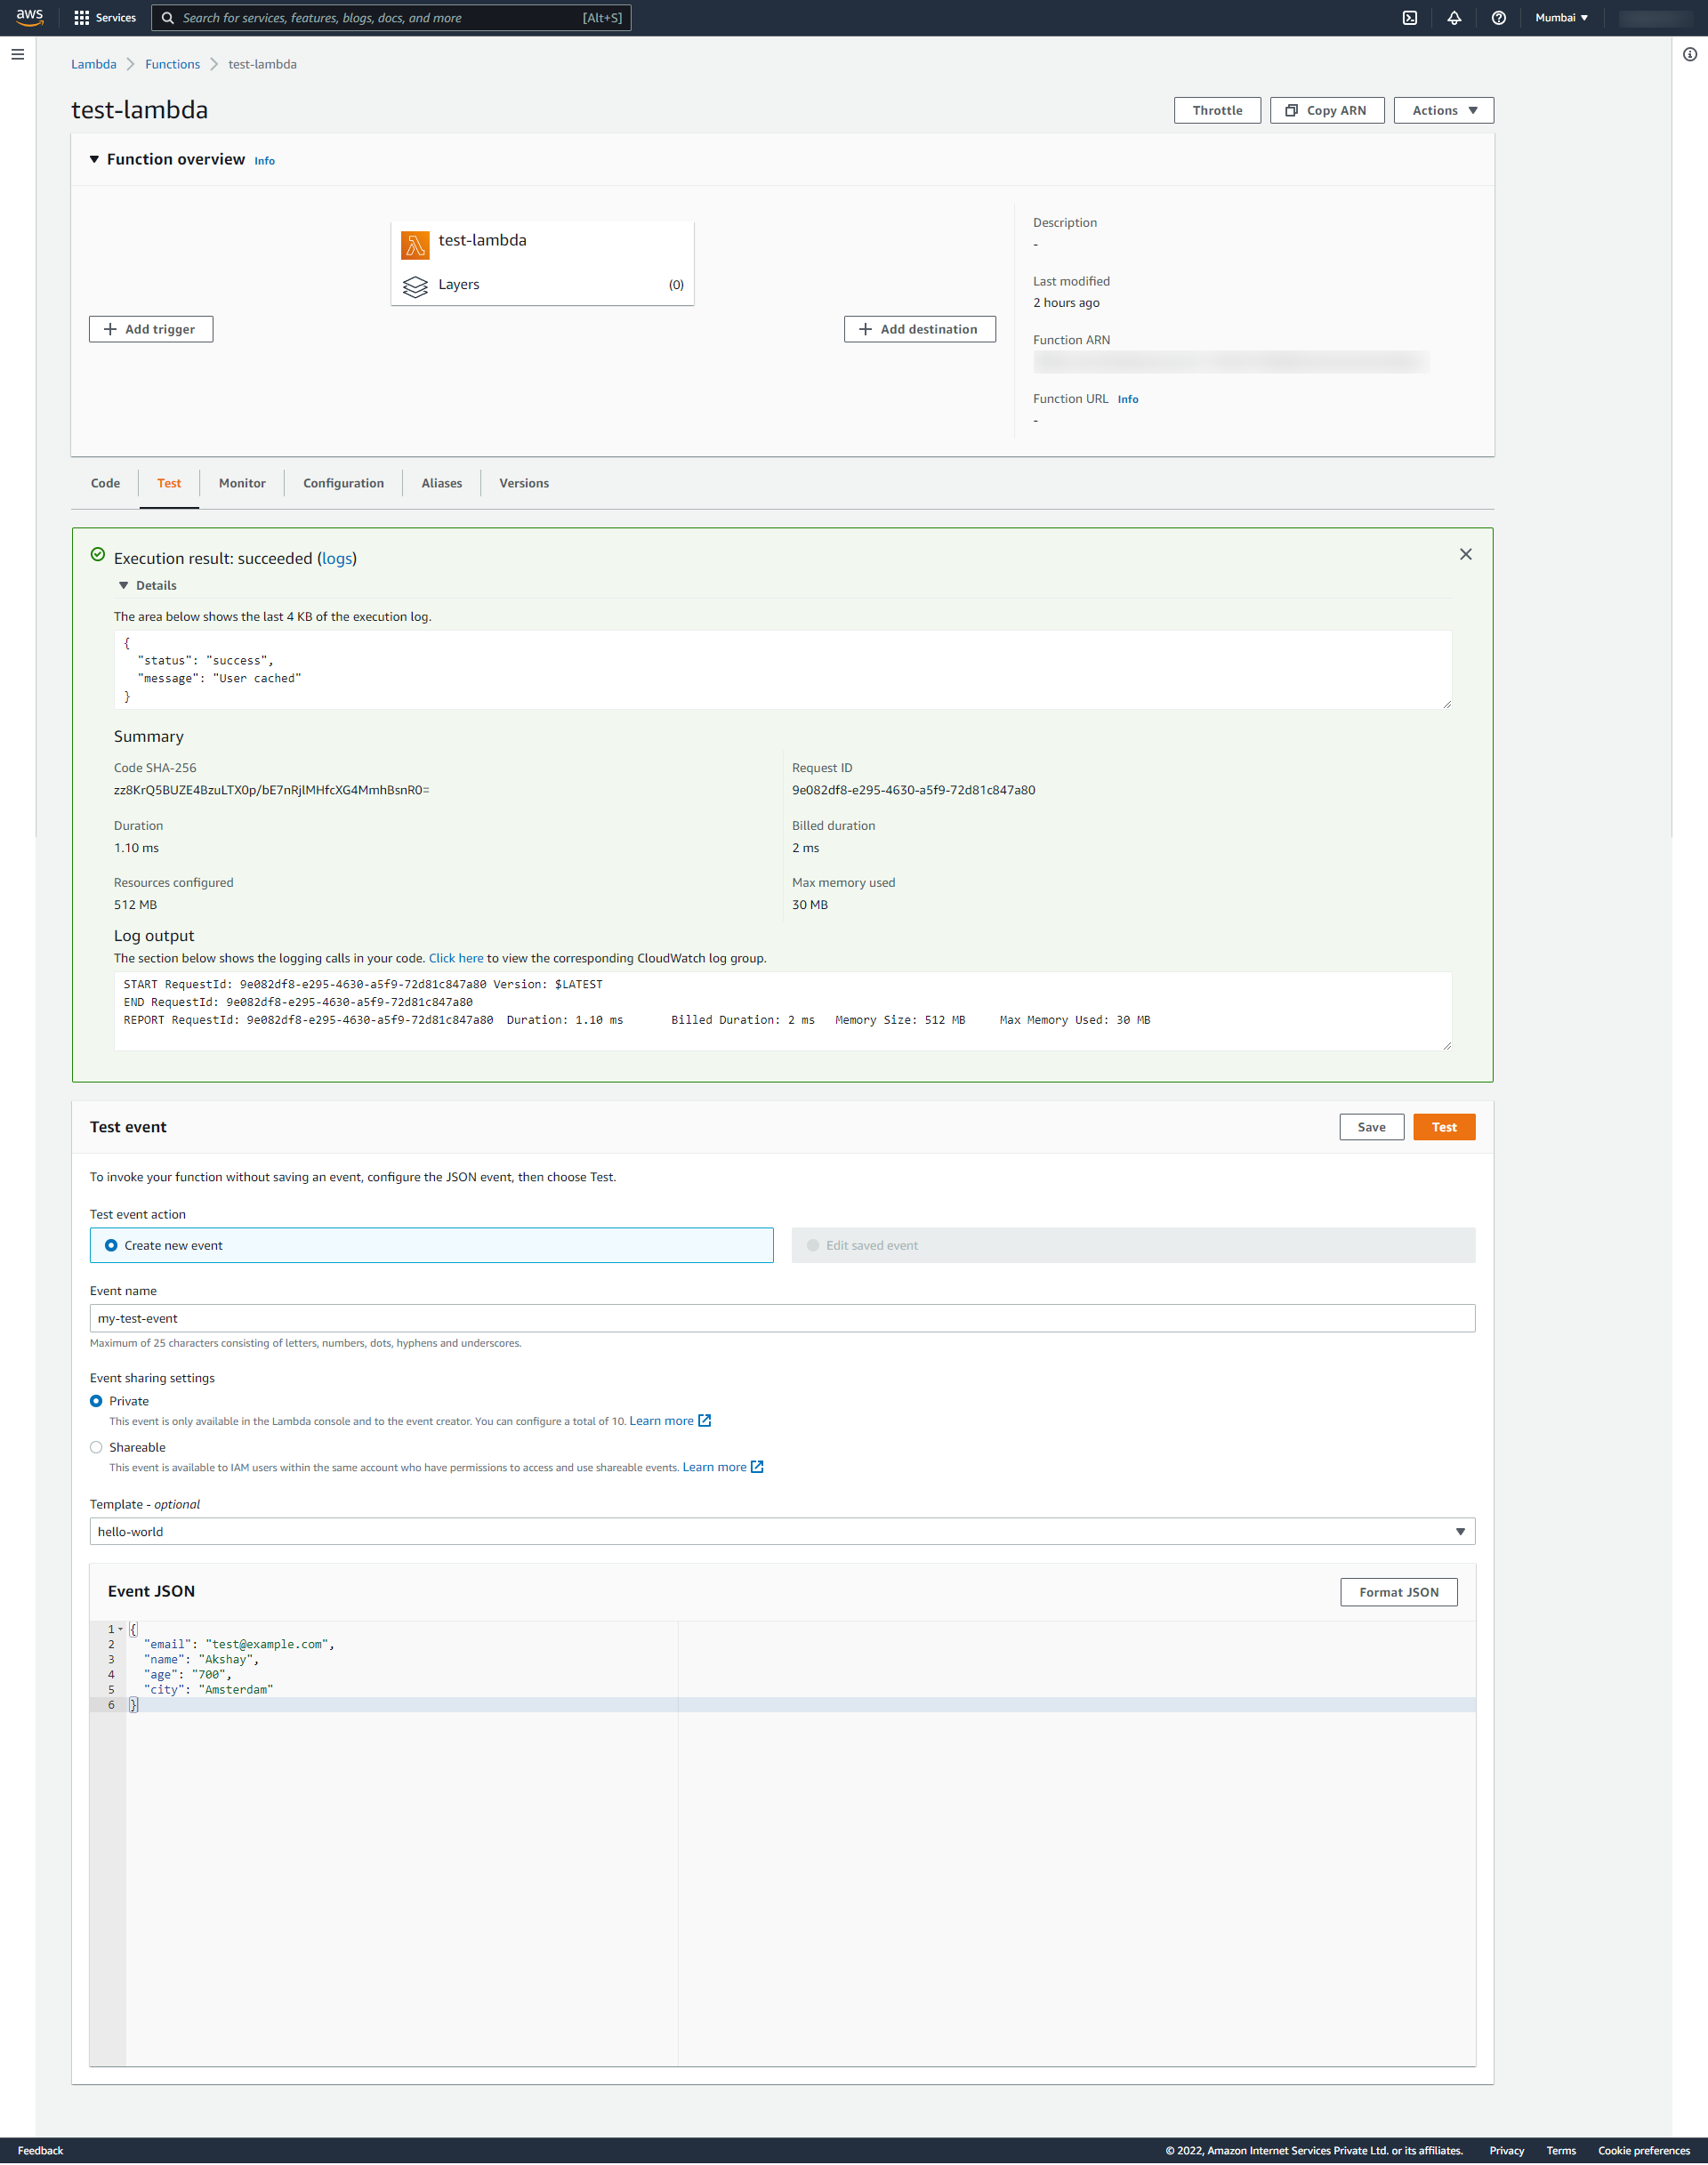 aws
Services
Search for services, features, blogs, docs, and more
[Alt+S]
Mumbai
Lambda
Functions
test-lambda
test-lambda
Throttle
Copy ARN
Actions
Function overview Info
test-lambda
Layers
(0)
Add trigger
Add destination
Description
-
Last modified
2 hours ago
Function ARN
Function URL Info
-
Code
Test
Monitor
Configuration
Aliases
Versions
Execution result: succeeded (logs)
Details
The area below shows the last 4 KB of the execution log.
{
"status": "success",
"message": "User cached"
}
Summary
Code SHA-256
zz8KrQ5BUZE4BzuLTX0p/bE7nRjlMHfcXG4MmhBsnR0=
Request ID
9e082df8-e295-4630-a5f9-72d81c847a80
Duration
1.10 ms
Billed duration
2 ms
Resources configured
512 MB
Max memory used
30 MB
Log output
The section below shows the logging calls in your code. Click here to view the corresponding CloudWatch log group.
START RequestId: 9e082df8-e295-4630-a5f9-72d81c847a80 Version: $LATEST
END RequestId: 9e082df8-e295-4630-a5f9-72d81c847a80
REPORT RequestId: 9e082df8-e295-4630-a5f9-72d81c847a80 Duration: 1.10 ms Billed Duration: 2 ms Memory Size: 512 MB Max Memory Used: 30 MB
Test event
Save
Test
To invoke your function without saving an event, configure the JSON event, then choose Test.
Test event action
Create new event
Edit saved event
Event name
my-test-event
Maximum of 25 characters consisting of letters, numbers, dots, hyphens and underscores.
Event sharing settings
Private
This event is only available in the Lambda console and to the event creator. You can configure a total of 10. Learn more
Shareable
This event is available to IAM users within the same account who have permissions to access and use shareable events. Learn more
Template - optional
hello-world
Event JSON
Format JSON
1 {
2 "email": "test@example.com",
3 "name": "Akshay",
4 "age": "700",
5 "city": "Amsterdam"
6 }
Feedback
© 2022, Amazon Internet Services Private Ltd. or its affiliates.
Privacy
Terms
Cookie preferences